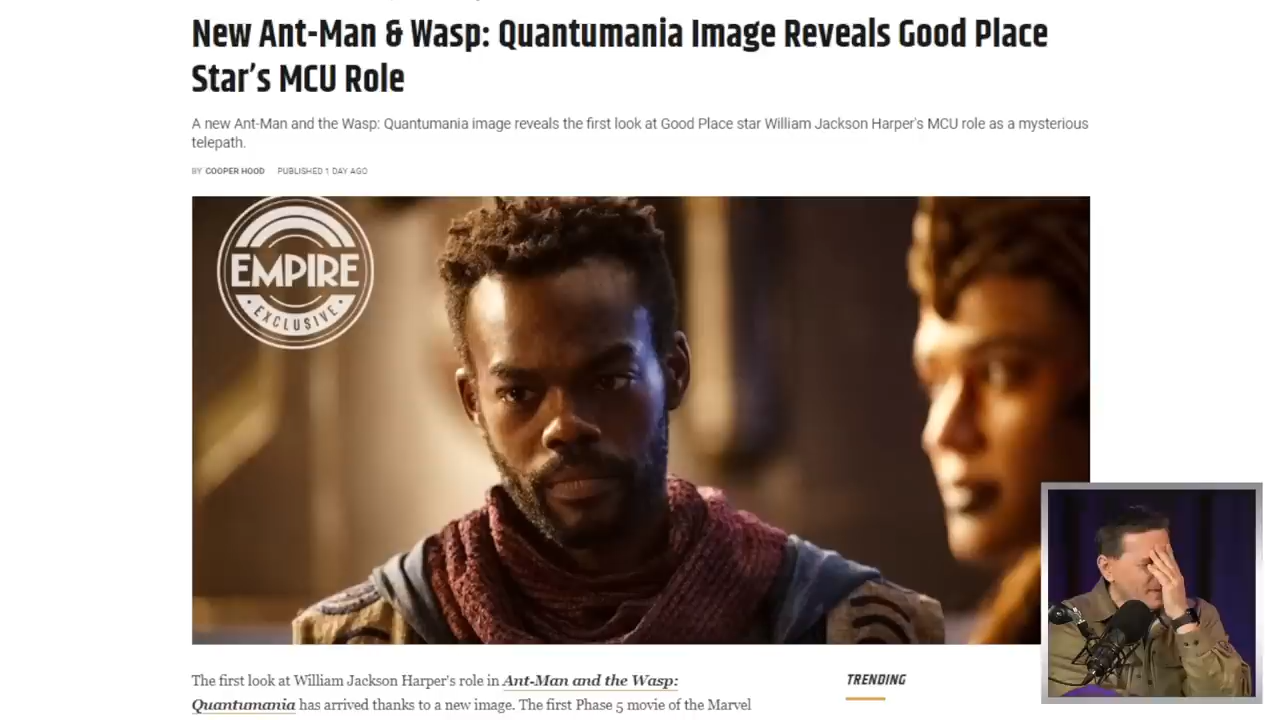 New Ant-Man & Wasp: Quantumania Image Reveals Good Place
Star's MCU Role
A new Ant-Man and the Wasp: Quantumania image reveals the first look at Good Place star William Jackson Harper's MCU role as a mysterious
telepath.
BY COOPER HOOD PUBLISHED 1 DAY AGO
EMPIRE
• EXCLUSIVE •
The first look at William Jackson Harper's role in Ant-Man and the Wasp:
Quantumania has arrived thanks to a new image. The first Phase 5 movie of the Marvel
TRENDING